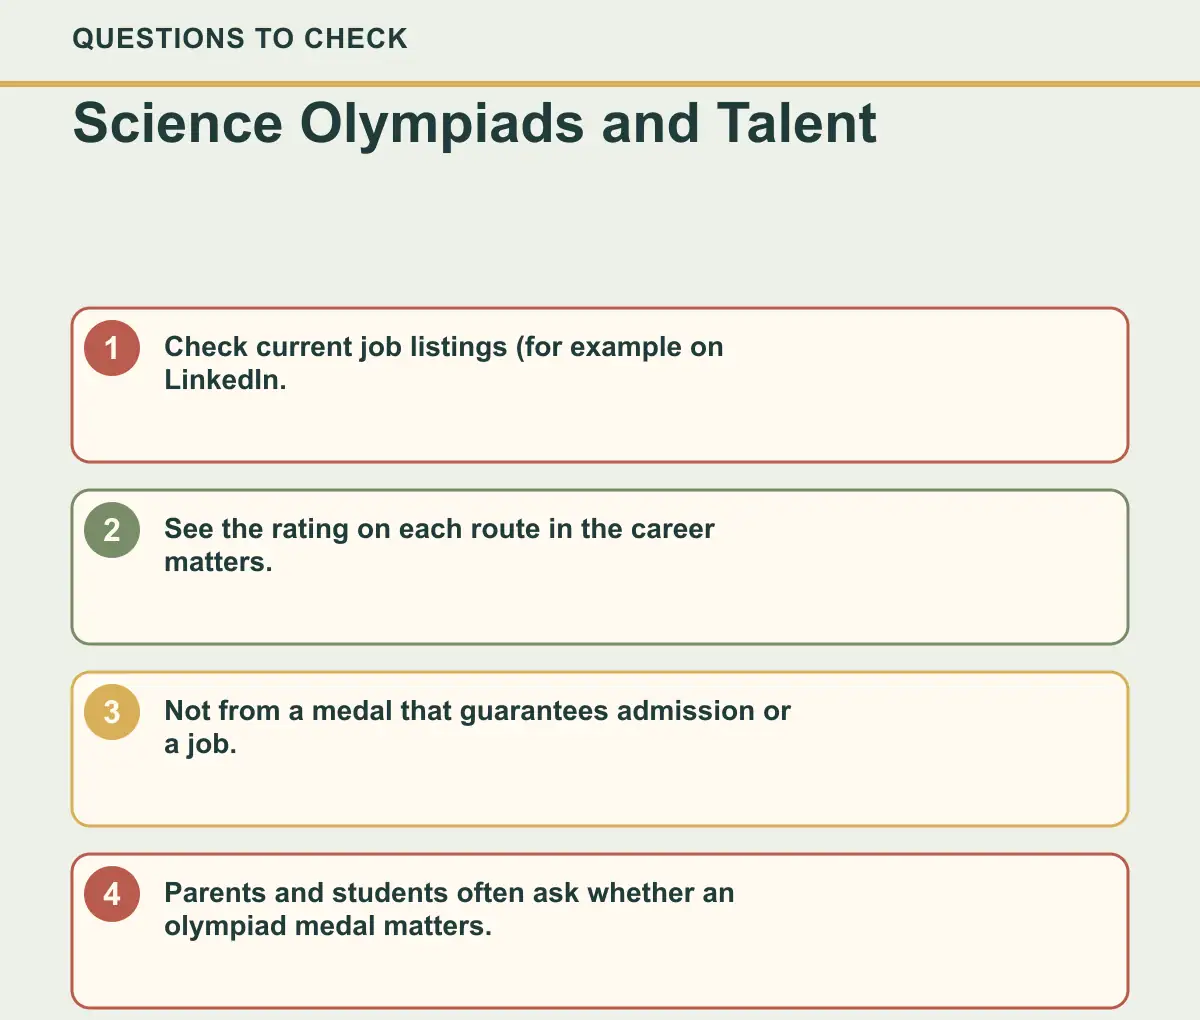 QUESTIONS TO CHECK
Science Olympiads and Talent
1
Check current job listings (for example on
LinkedIn.
2
See the rating on each route in the career
matters.
3
Not from a medal that guarantees admission or
a job.
4
Parents and students often ask whether an
olympiad medal matters.